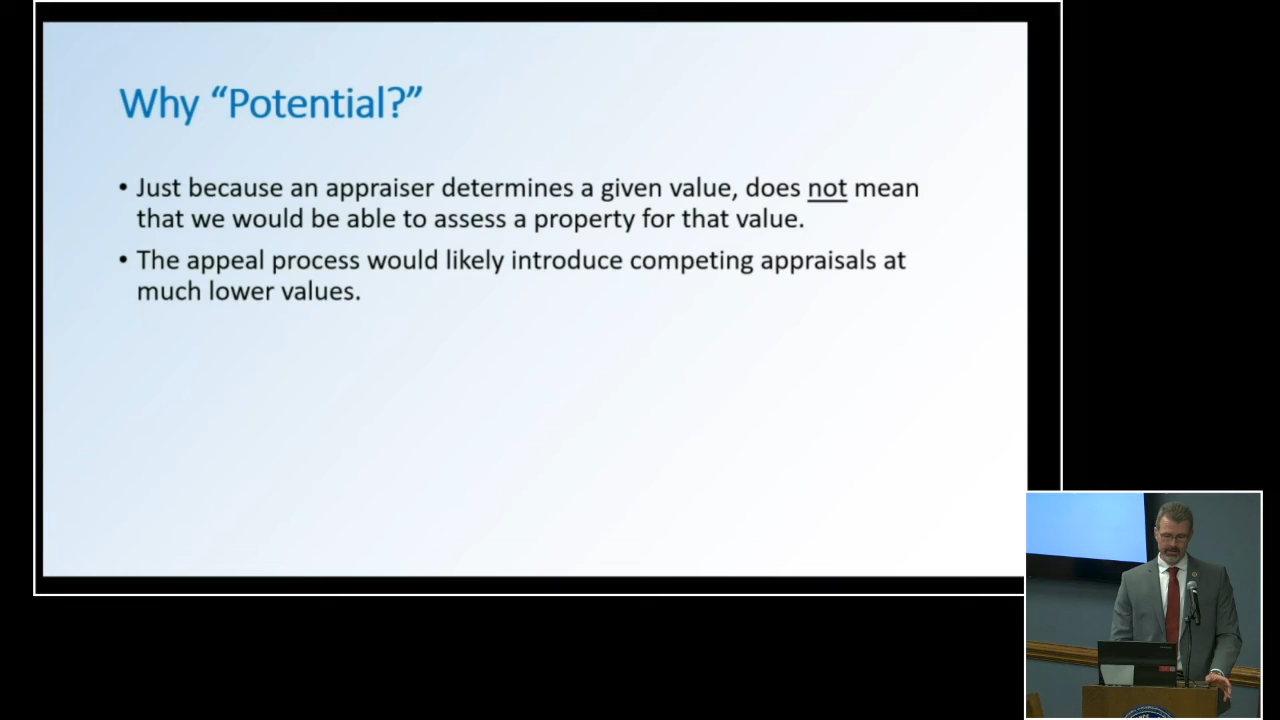 Why “Potential?”
• Just because an appraiser determines a given value, does not mean
that we would be able to assess a property for that value.
• The appeal process would likely introduce competing appraisals at
much lower values.